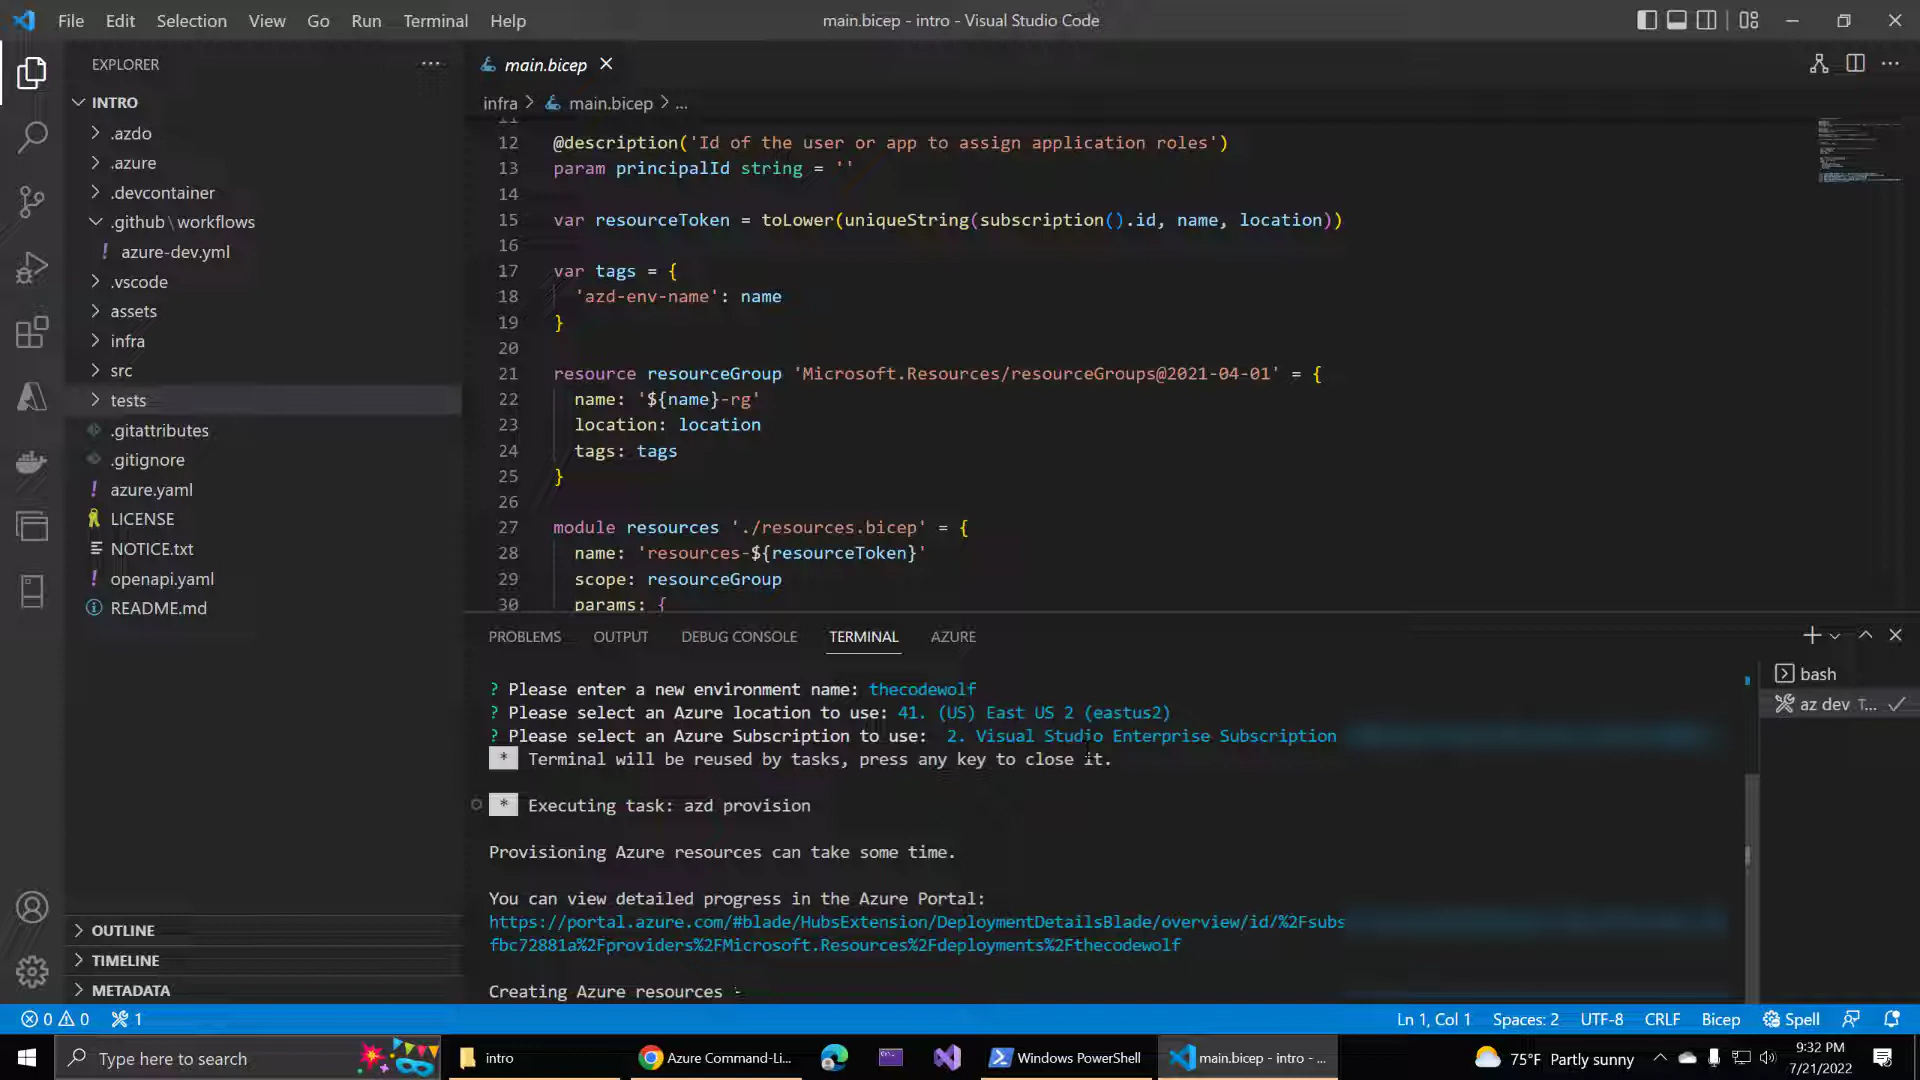 File Edit Selection View Go Run Terminal Help
main.bicep - intro - Visual Studio Code
EXPLORER
INTRO
.azdo
.azure
.devcontainer
.github\workflows
azure-dev.yml
.vscode
assets
infra
src
tests
.gitattributes
.gitignore
azure.yaml
LICENSE
NOTICE.txt
openapi.yaml
README.md
OUTLINE
TIMELINE
METADATA
main.bicep
infra > main.bicep > ...
11
12 @description('Id of the user or app to assign application roles')
13 param principalId string = ''
14
15 var resourceToken = toLower(uniqueString(subscription().id, name, location))
16
17 var tags = {
18 'azd-env-name': name
19 }
20
21 resource resourceGroup 'Microsoft.Resources/resourceGroups@2021-04-01' = {
22 name: '${name}-rg'
23 location: location
24 tags: tags
25 }
26
27 module resources './resources.bicep' = {
28 name: 'resources-${resourceToken}'
29 scope: resourceGroup
30 params: {
PROBLEMS OUTPUT DEBUG CONSOLE TERMINAL AZURE
? Please enter a new environment name: thecodewolf
? Please select an Azure location to use: 41. (US) East US 2 (eastus2)
? Please select an Azure Subscription to use: 2. Visual Studio Enterprise Subscription
* Terminal will be reused by tasks, press any key to close it.
* Executing task: azd provision
Provisioning Azure resources can take some time.
You can view detailed progress in the Azure Portal:
https://portal.azure.com/#blade/HubsExtension/DeploymentDetailsBlade/overview/id/%2Fsubs
fbc72881a%2Fproviders%2FMicrosoft.Resources%2Fdeployments%2Fthecodewolf
Creating Azure resources -
bash
az dev T...
0 0 1
Ln 1, Col 1 Spaces: 2 UTF-8 CRLF Bicep Spell
Type here to search
intro
Azure Command-Li...
Windows PowerShell
main.bicep - intro - ...
75°F Partly sunny
9:32 PM
7/21/2022